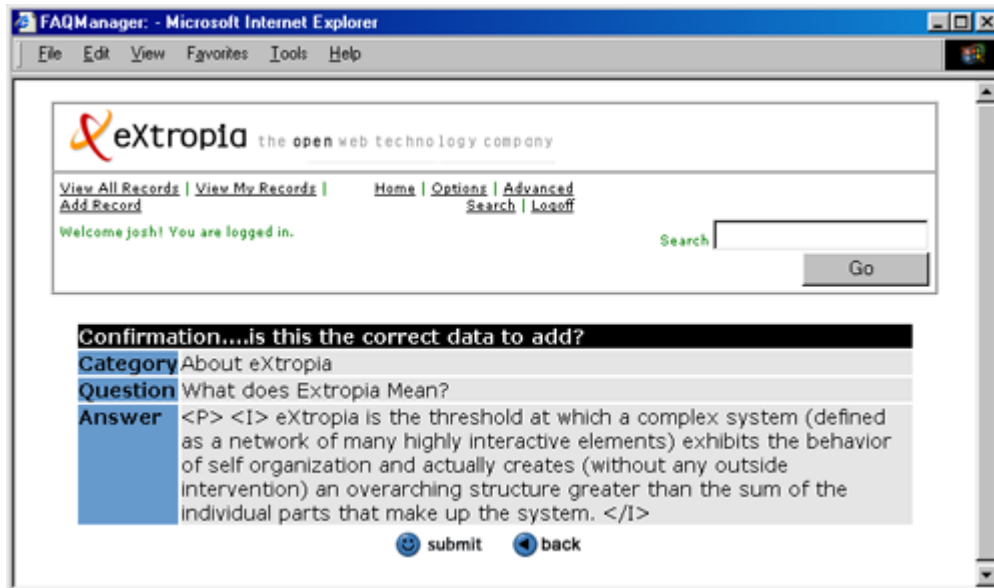 FAQManager: - Microsoft Internet Explorer
File Edit View Favorites Tools Help
eXtropia the open web technology company
View All Records | View My Records |
Add Record
Home | Options | Advanced
Search | Logoff
Welcome josh! You are logged in.
Search
Go
Confirmation....is this the correct data to add?
Category About eXtropia
Question What does Extropia Mean?
Answer <P> <I> eXtropia is the threshold at which a complex system (defined
as a network of many highly interactive elements) exhibits the behavior
of self organization and actually creates (without any outside
intervention) an overarching structure greater than the sum of the
individual parts that make up the system. </I>
submit back